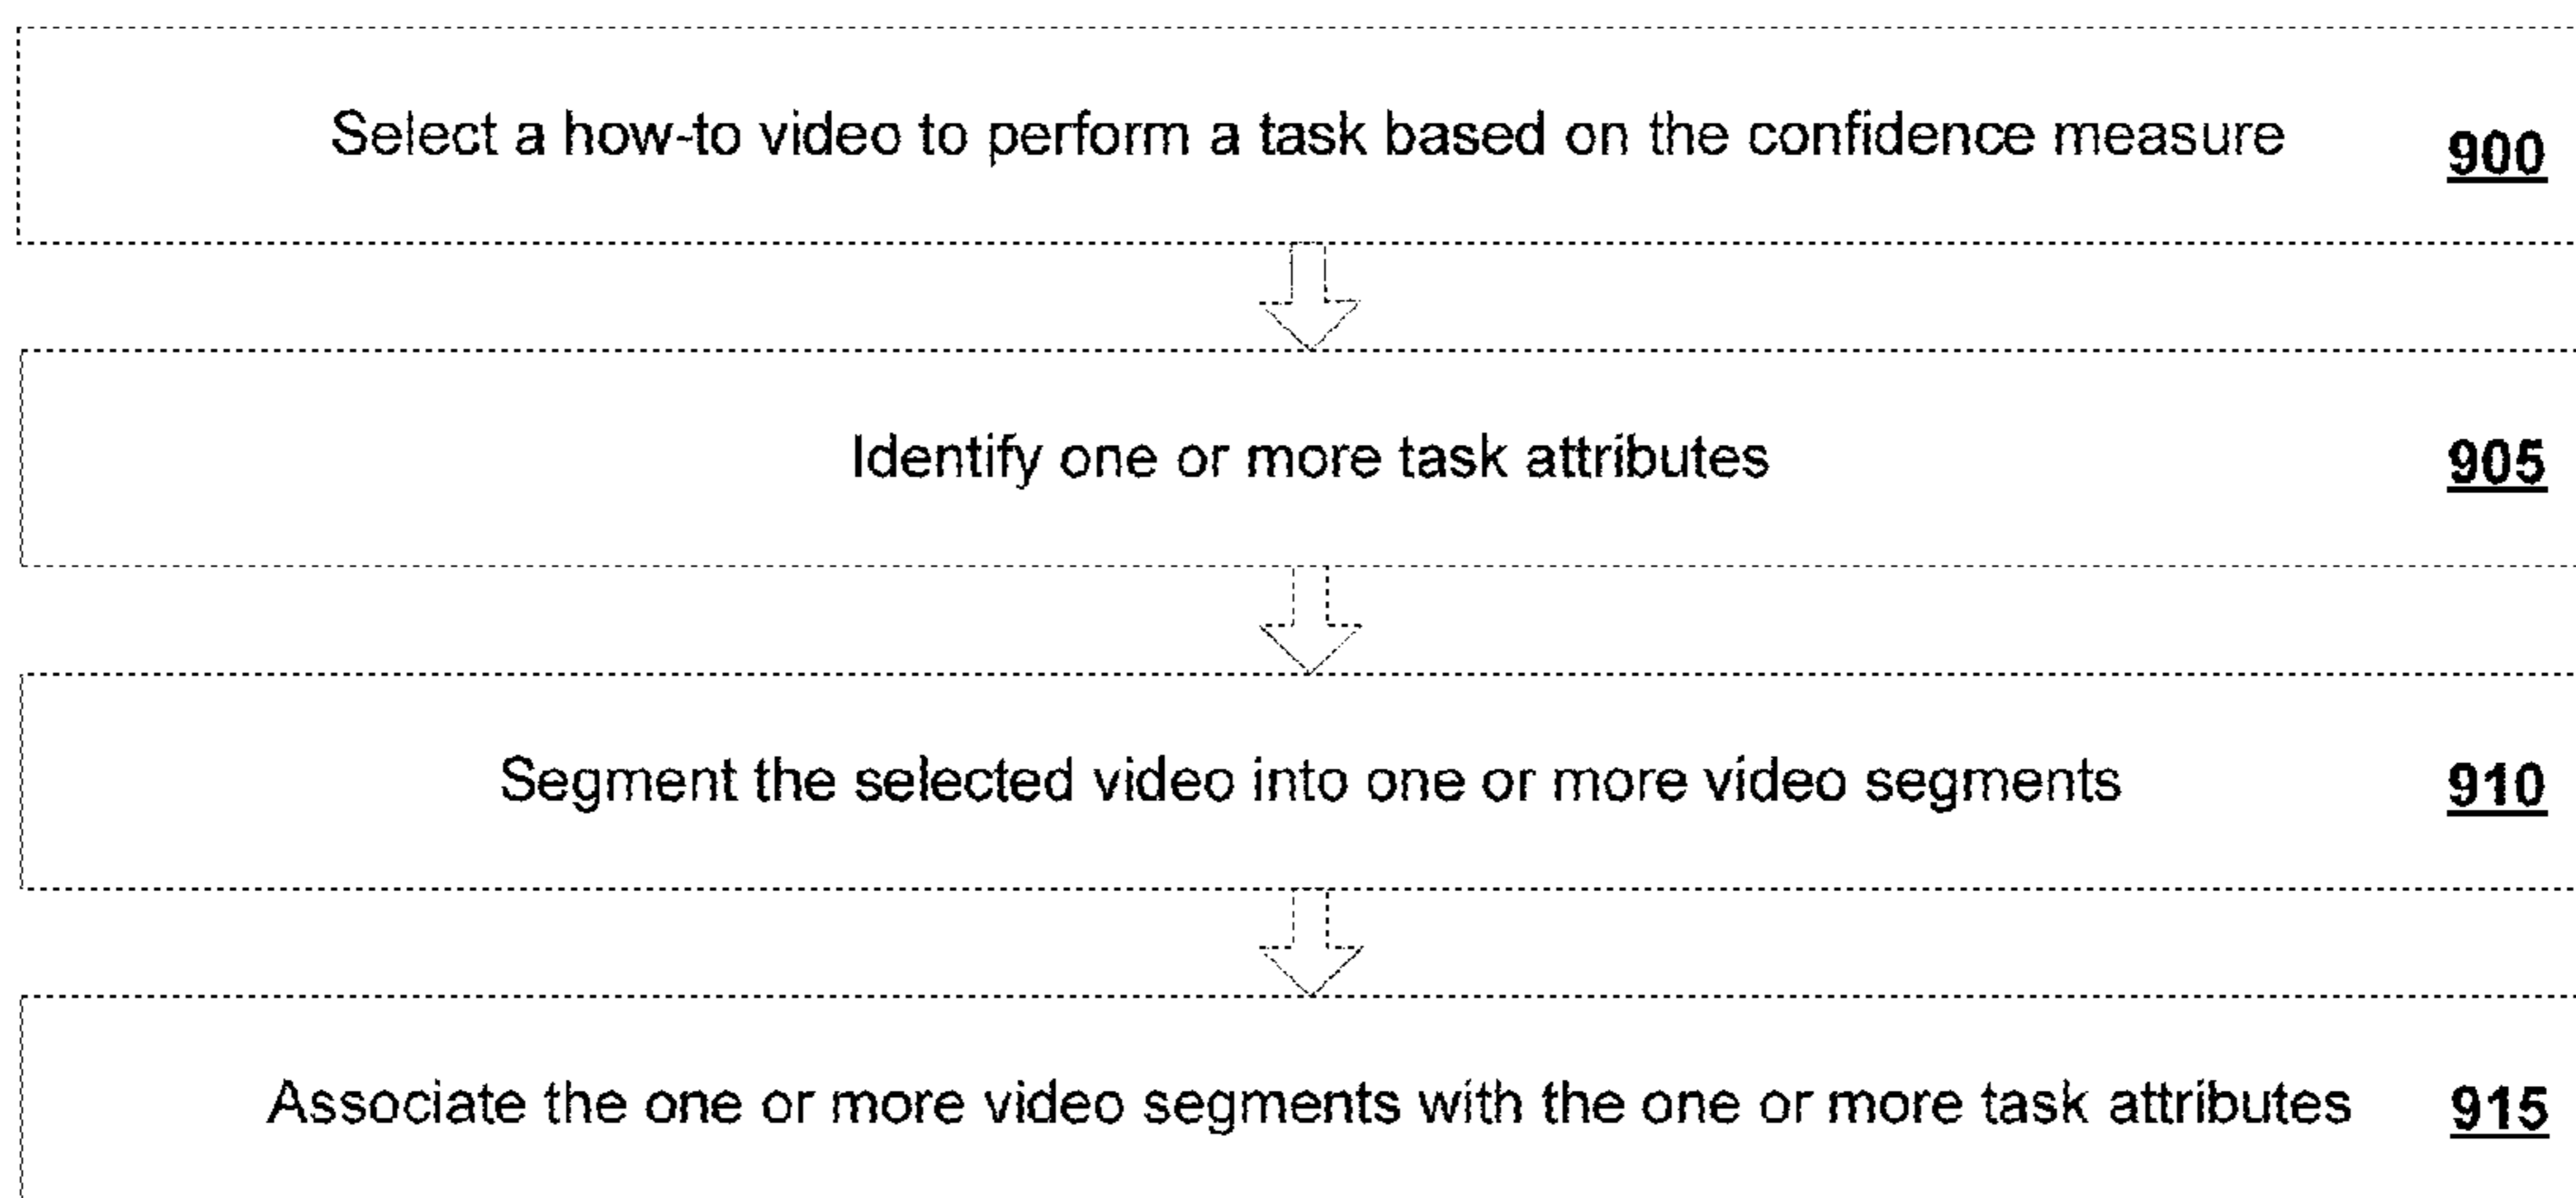 Select a how-to video to perform a task based on the confidence measure 900
Identify one or more task attributes 905
Segment the selected video into one or more video segments 910
Associate the one or more video segments with the one or more task attributes 915